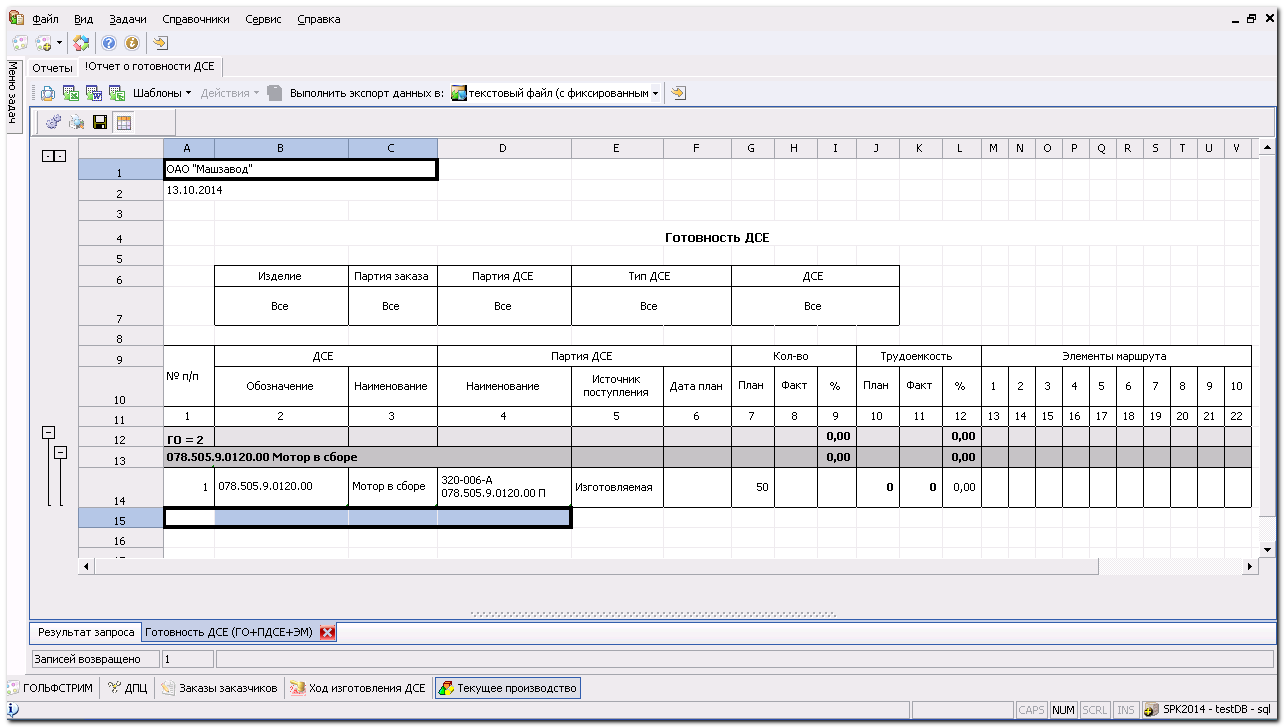 Файл Вид Задачи Справочники Сервис Справка
Меню задач
Отчеты !Отчет о готовности ДСЕ
Шаблоны Действия Выполнить экспорт данных в: текстовый файл (с фиксированным
A B C D E F G H I J K L M N O P Q R S T U V
1 ОАО "Машзавод"
2 13.10.2014
3
4 Готовность ДСЕ
5
6 Изделие Партия заказа Партия ДСЕ Тип ДСЕ ДСЕ
7 Все Все Все Все Все
8
9 № п/п ДСЕ Партия ДСЕ Кол-во Трудоемкость Элементы маршрута
10 Обозначение Наименование Наименование Источник поступления Дата план План Факт % План Факт % 1 2 3 4 5 6 7 8 9 10
11 1 2 3 4 5 6 7 8 9 10 11 12 13 14 15 16 17 18 19 20 21 22
12 ГО = 2 0,00 0,00
13 078.505.9.0120.00 Мотор в сборе 0,00 0,00
14 1 078.505.9.0120.00 Мотор в сборе 320-006-А 078.505.9.0120.00 П Изготовляемая 50 0 0 0,00
15
16
Результат запроса Готовность ДСЕ (ГО+ПДСЕ+ЭМ)
Записей возвращено 1
ГОЛЬФСТРИМ ДПЦ Заказы заказчиков Ход изготовления ДСЕ Текущее производство
CAPS NUM SCRL INS SPK2014 - testDB - sql